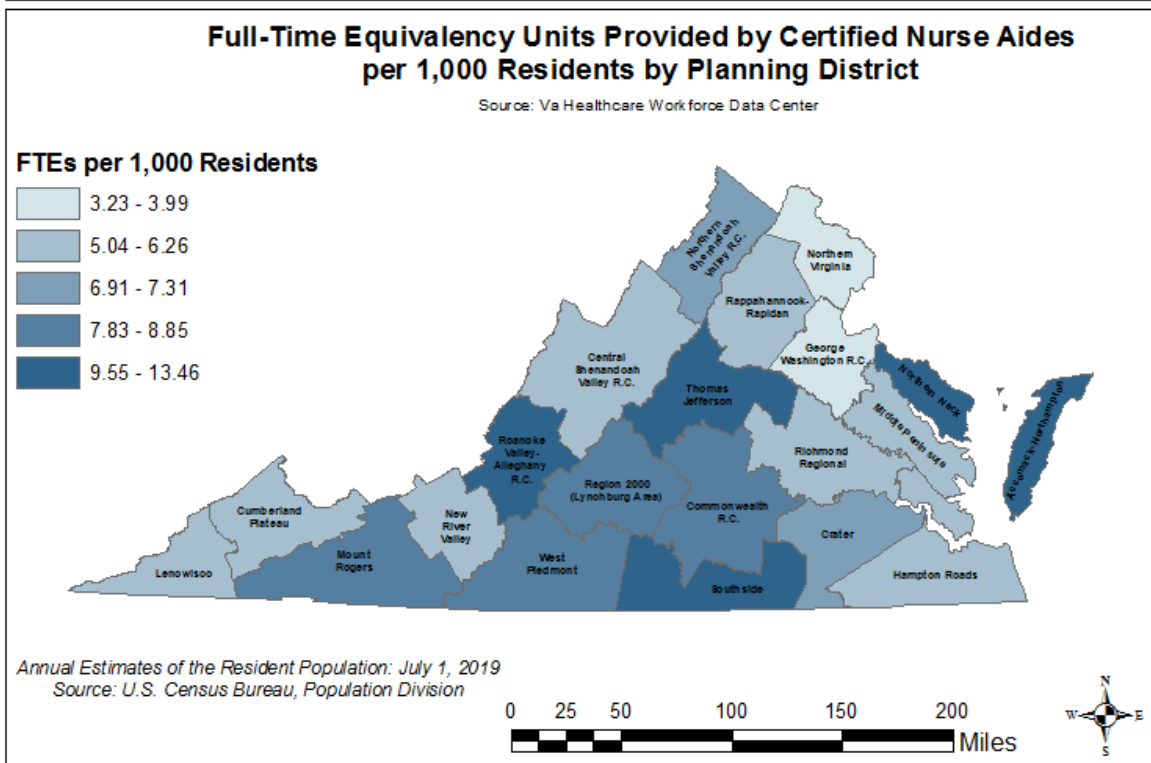 Full-Time Equivalency Units Provided by Certified Nurse Aides
per 1,000 Residents by Planning District
Source: Va Healthcare Workforce Data Center
FTEs per 1,000 Residents
3.23 - 3.99
5.04 - 6.26
6.91 - 7.31
7.83 - 8.85
9.55 - 13.46
Northern
Shenandoah
Valley R.C.
Northern
Virginia
Rappahannock-
Rapidan
George
Washington R.C.
Central
Shenandoah
Valley R.C.
Northern Neck
Accomack-Northampton
Thomas
Jefferson
Middle Peninsula
Roanoke
Valley-
Alleghany
R.C.
Richmond
Regional
Region 2000
(Lynchburg Area)
Commonwealth
R.C.
Cumberland
Plateau
New
River
Valley
Crater
Mount
Rogers
West
Piedmont
Lenowisco
Southside
Hampton Roads
Annual Estimates of the Resident Population: July 1, 2019
Source: U.S. Census Bureau, Population Division
0 25 50 100 150 200
Miles
N
W E
S